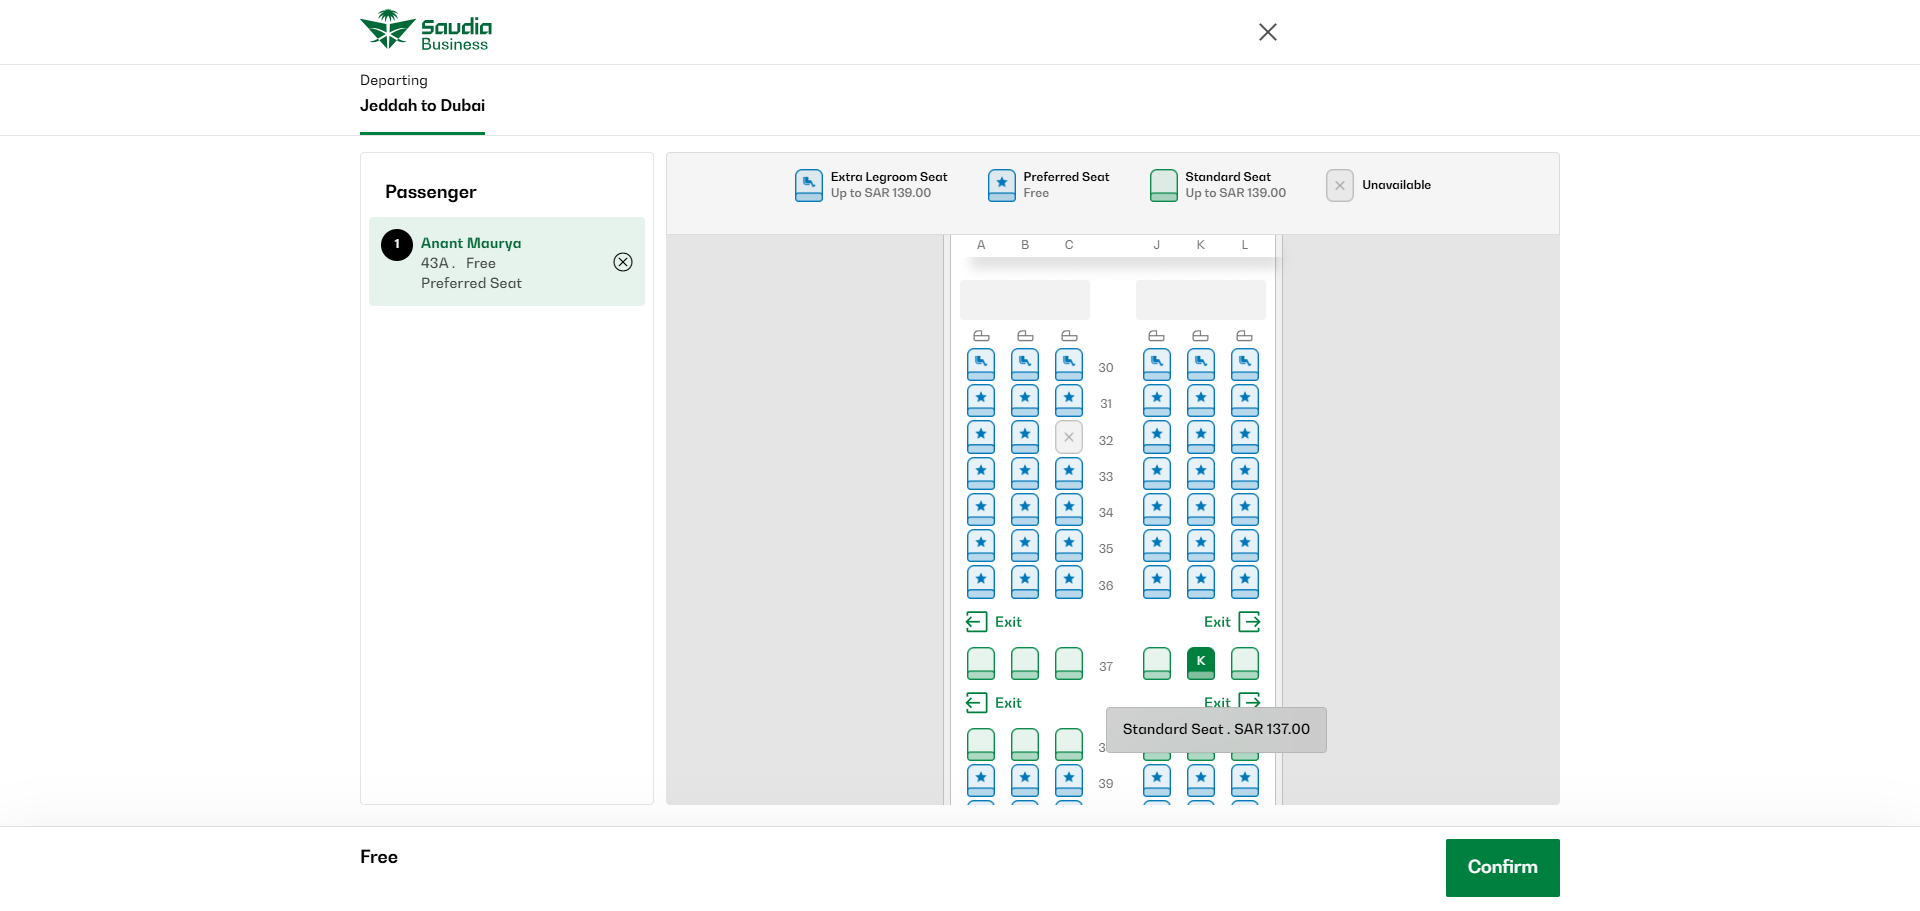 Saudia
Business
Departing
Jeddah to Dubai
Passenger
1
Anant Maurya
43A . Free
Preferred Seat
Extra Legroom Seat
Up to SAR 139.00
Preferred Seat
Free
Standard Seat
Up to SAR 139.00
Unavailable
A B C J K L
30
31
32
33
34
35
36
Exit Exit
37 K
Exit Exit
Standard Seat . SAR 137.00
39
Free
Confirm